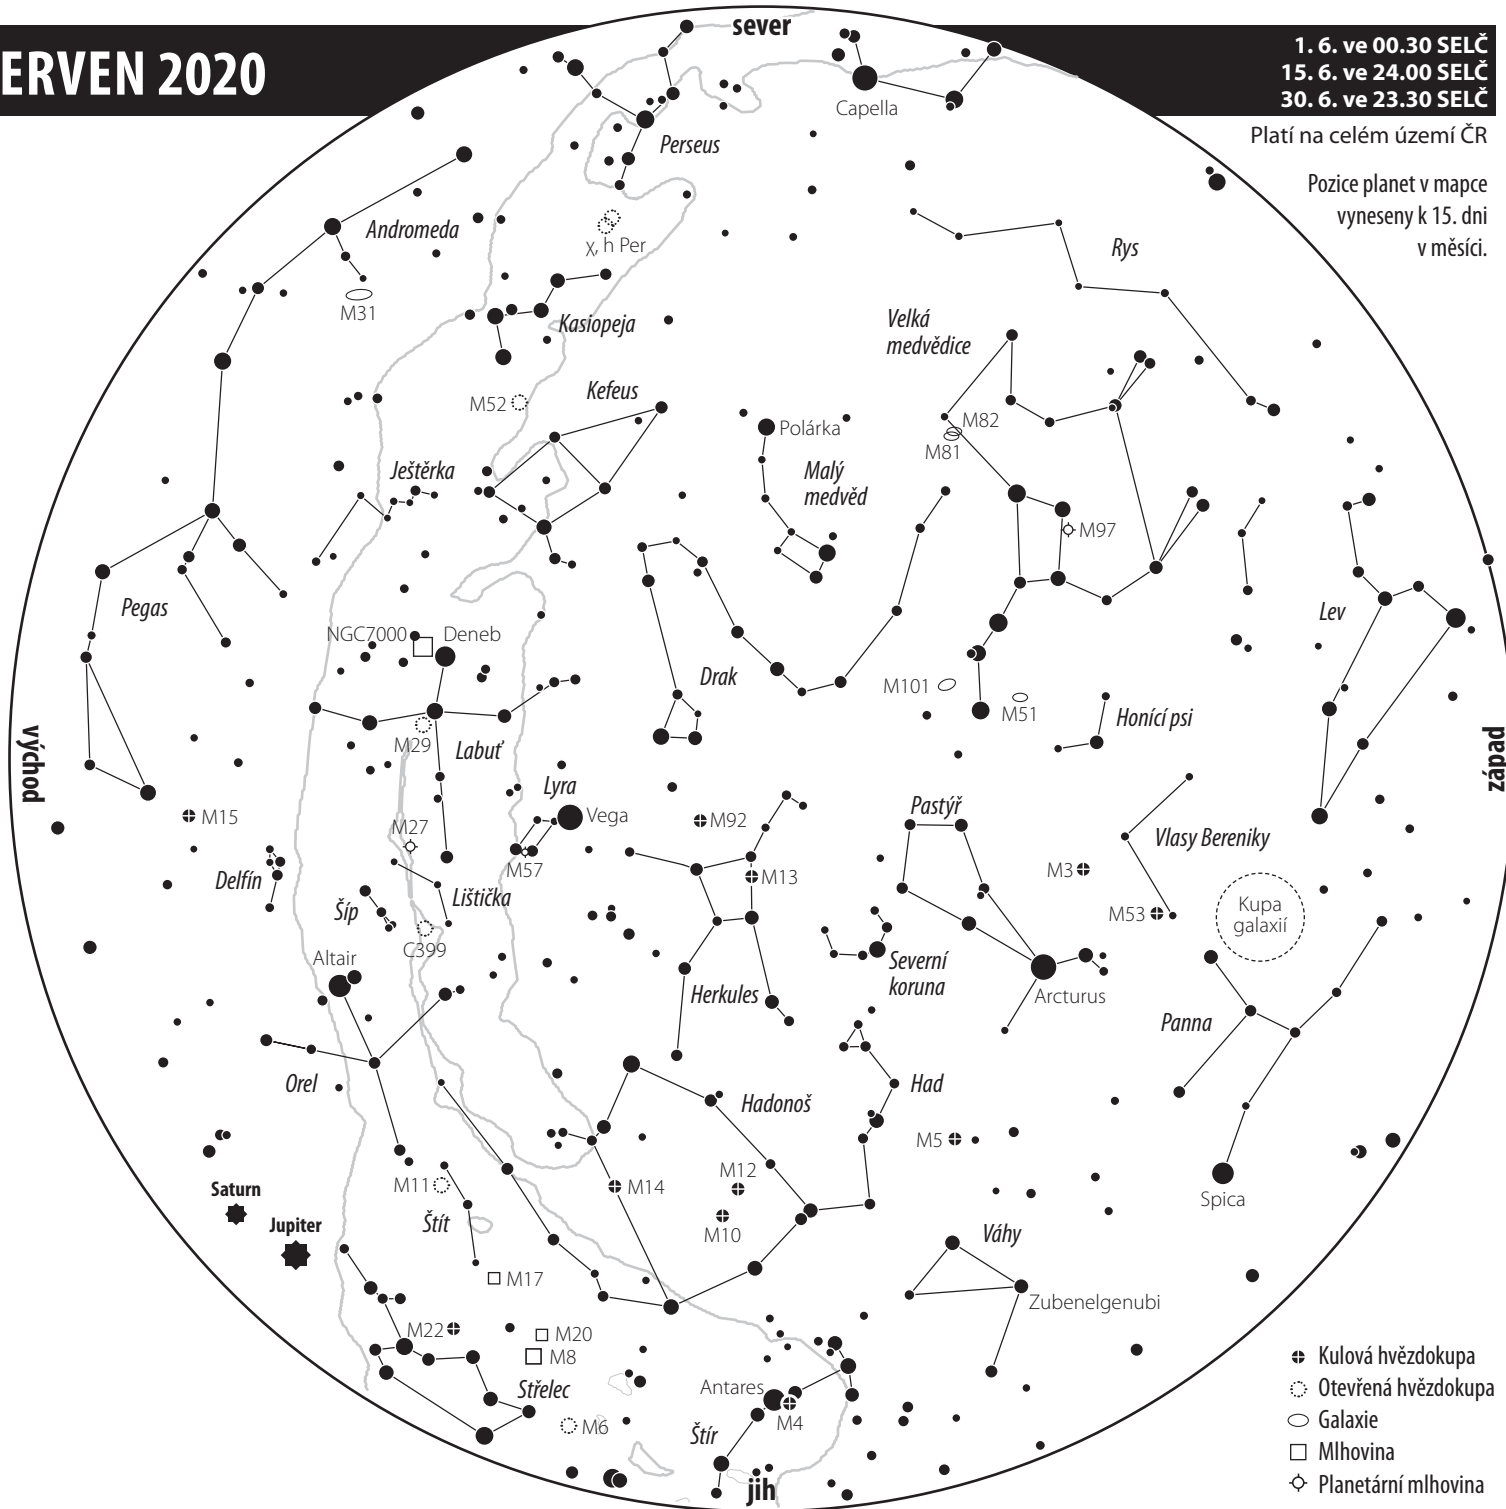 ERVEN 2020
1. 6. ve 00.30 SELČ
15. 6. ve 24.00 SELČ
30. 6. ve 23.30 SELČ
Platí na celém území ČR
Pozice planet v mapce
vyneseny k 15. dni
v měsíci.
sever
Capella
Perseus
Andromeda
χ, h Per
Rys
M31
Kasiopeja
Velká
medvědice
Kefeus
M52
Polárka
M82
M81
Ještěrka
Malý
medvěd
M97
Pegas
Lev
NGC7000
Deneb
Drak
M101
M51
Honící psi
východ
západ
M29
Labuť
Lyra
Vega
M15
M27
M57
M92
Pastýř
Vlasy Bereniky
Delfín
Lištička
M13
M3
Šíp
M53
Kupa
galaxií
C399
Altair
Severní
koruna
Herkules
Arcturus
Panna
Orel
Hadonoš
Had
M5
M11
M14
M12
Saturn
Spica
Jupiter
Štít
M10
Váhy
M17
Zubenelgenubi
M22
M20
M8
Střelec
Antares
M4
M6
Štír
jih
Kulová hvězdokupa
Otevřená hvězdokupa
Galaxie
Mlhovina
Planetární mlhovina